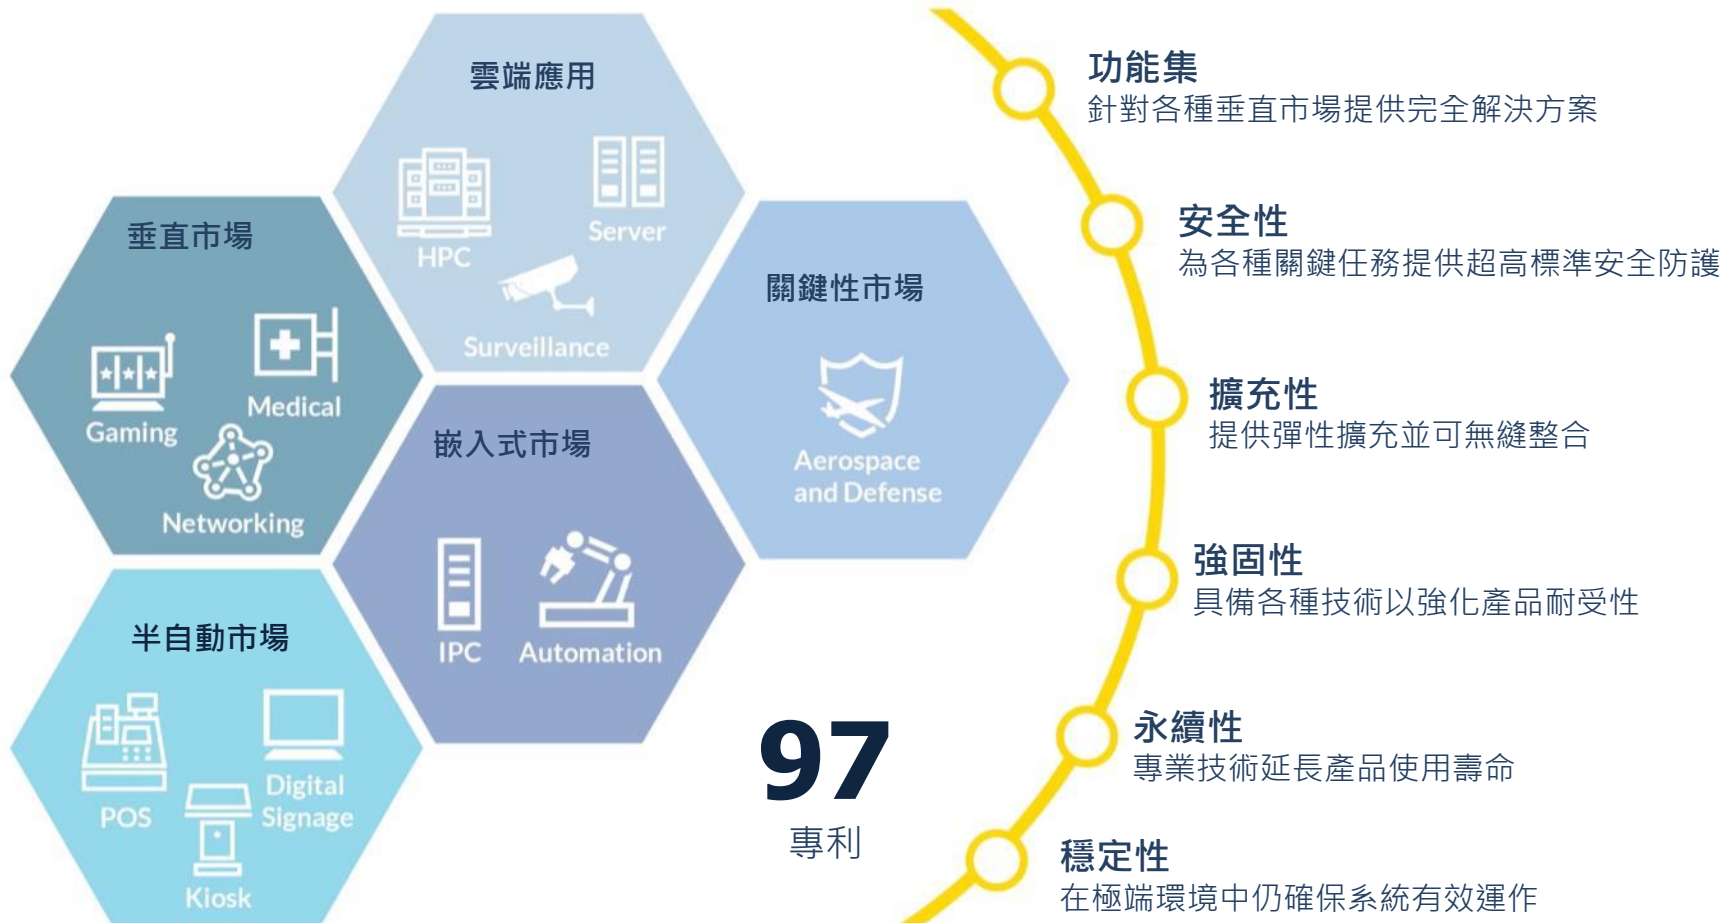 雲端應用
HPC
Server
Surveillance
垂直市場
Gaming
Medical
Networking
關鍵性市場
Aerospace
and Defense
嵌入式市場
IPC
Automation
半自動市場
POS
Digital
Signage
Kiosk
97
專利
功能集
針對各種垂直市場提供完全解決方案
安全性
為各種關鍵任務提供超高標準安全防護
擴充性
提供彈性擴充並可無縫整合
強固性
具備各種技術以強化產品耐受性
永續性
專業技術延長產品使用壽命
穩定性
在極端環境中仍確保系統有效運作